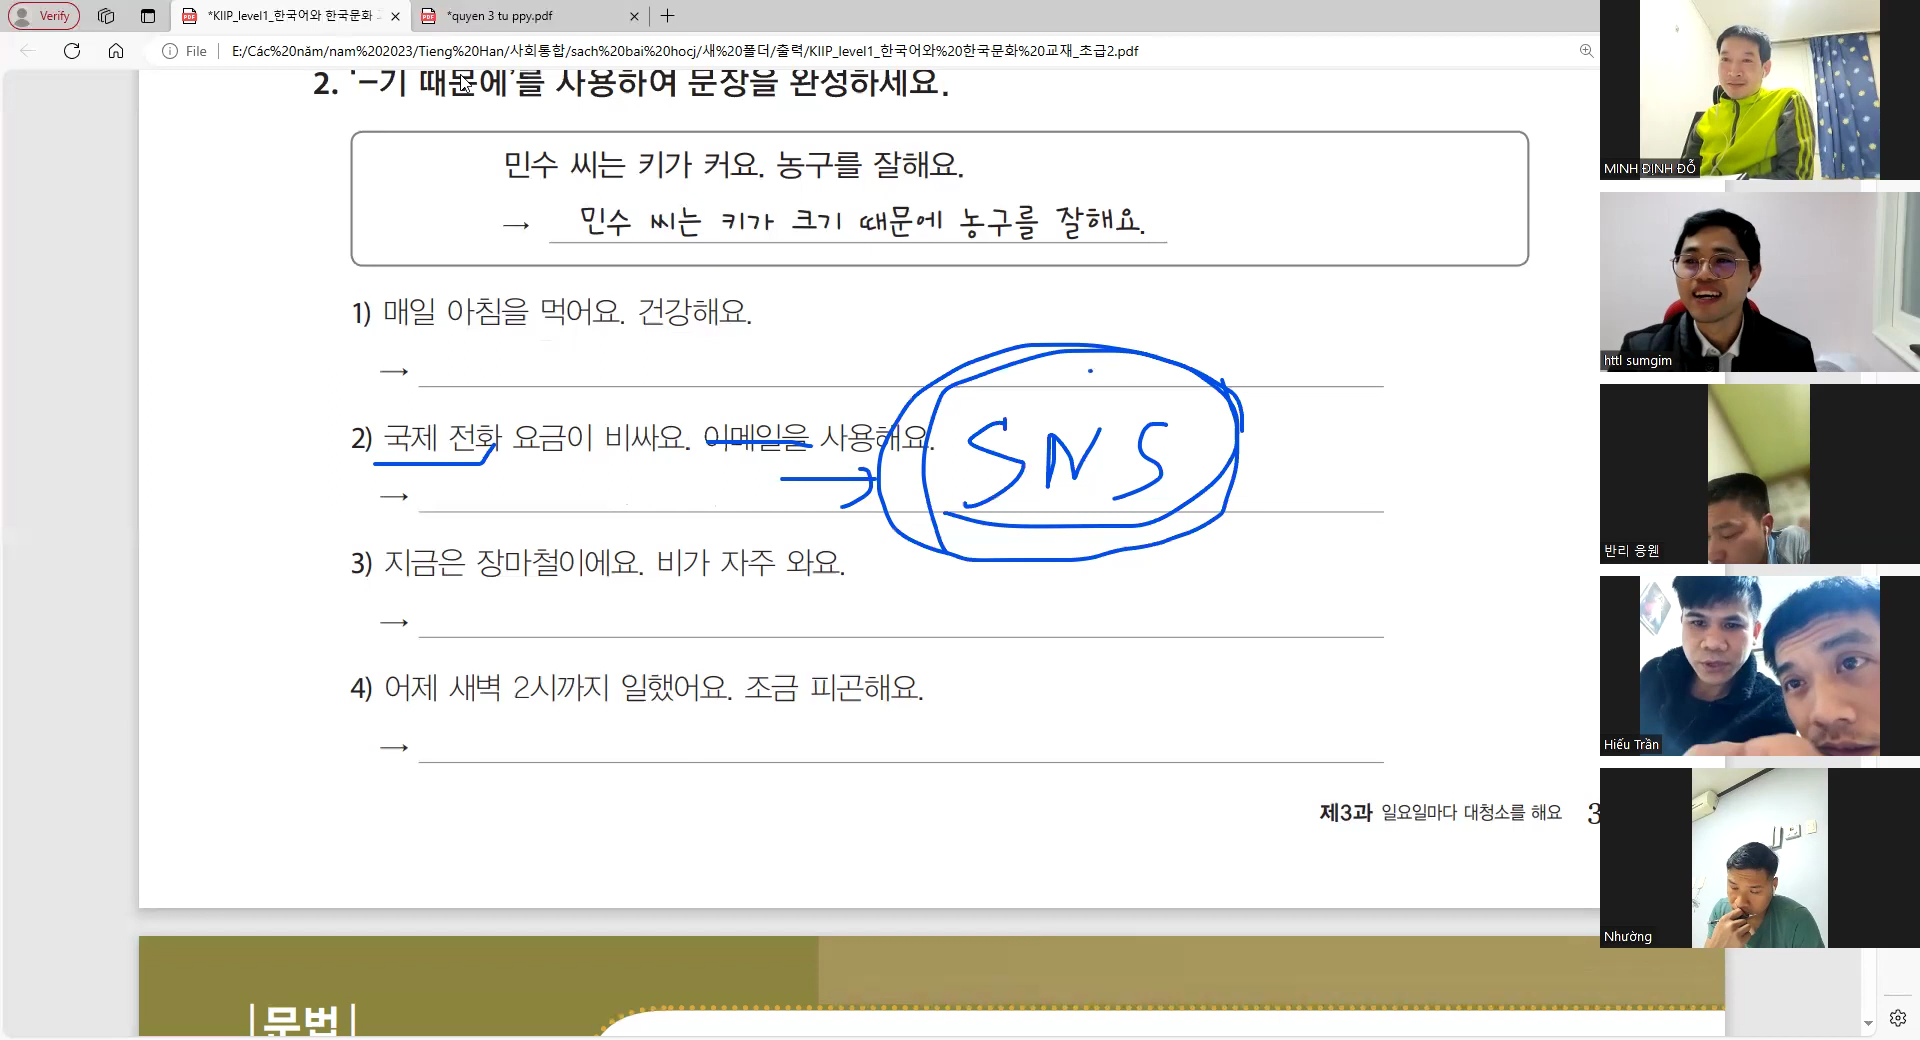 Verify
*KIIP_level1_한국어와 한국문화
*quyen 3 tu ppy.pdf
File
E:/Các%20năm/nam%202023/Tieng%20Han/사회통합/sach%20bai%20hocj/새%20폴더/출력/KIIP_level1_한국어와%20한국문화%20교재_초급2.pdf
2. '-기 때문에'를 사용하여 문장을 완성하세요.
민수 씨는 키가 커요. 농구를 잘해요.
→ 민수 씨는 키가 크기 때문에 농구를 잘해요.
1) 매일 아침을 먹어요. 건강해요.
→
2) 국제 전화 요금이 비싸요. 이메일을 사용해요.
→
SNS
3) 지금은 장마철이에요. 비가 자주 와요.
→
4) 어제 새벽 2시까지 일했어요. 조금 피곤해요.
→
제3과 일요일마다 대청소를 해요 3
|문법|
MINH ĐỊNH ĐỖ
httl sumgim
반리 응웬
Hiếu Trần
Nhường